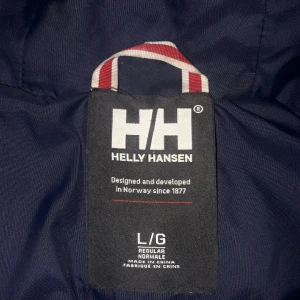 HH®
HELLY HANSEN
Designed and developed
in Norway since 1877
L/G
REGULAR
NORMALE
MADE IN CHINA
FABRIQUÉ EN CHINE